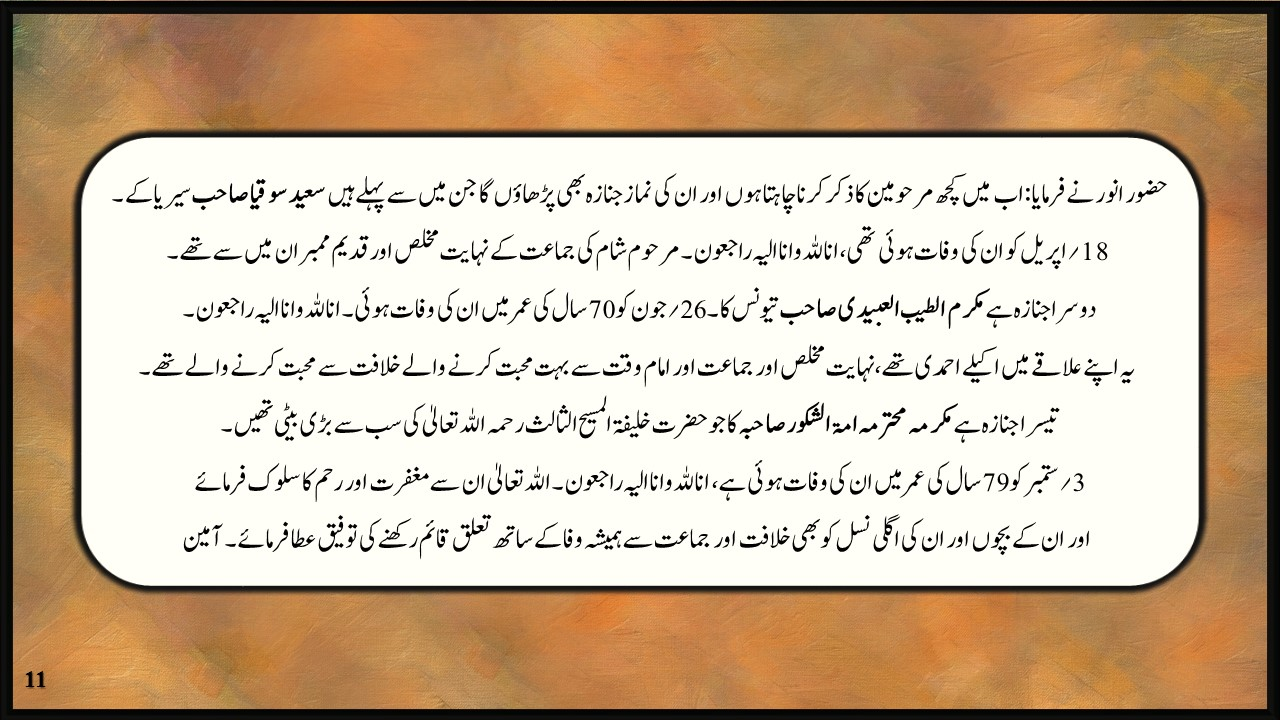 حضور انور نے فرمایا: اب میں کچھ مرحومین کا ذکر کرنا چاہتا ہوں اور ان کی نماز جنازہ بھی پڑھاؤں گا جن میں سے پہلے ہیں سعید سوقیا صاحب سیریا کے۔
18؍ اپریل کو ان کی وفات ہوئی تھی، انا للہ وانا الیہ راجعون۔ مرحوم شام کی جماعت کے نہایت مخلص اور قدیم ممبران میں سے تھے۔
دوسرا جنازہ ہے مکرم الطیب العبیدی صاحب تیونس کا۔ 26؍ جون کو 70 سال کی عمر میں ان کی وفات ہوئی۔ انا للہ وانا الیہ راجعون۔
یہ اپنے علاقے میں اکیلے احمدی تھے، نہایت مخلص اور جماعت اور امام وقت سے بہت محبت کرنے والے خلافت سے محبت کرنے والے تھے۔
تیسرا جنازہ ہے مکرمہ محترمہ امۃ الشکور صاحبہ کا جو حضرت خلیفۃ المسیح الثالث رحمہ اللہ تعالیٰ کی سب سے بڑی بیٹی تھیں۔
3؍ ستمبر کو 79 سال کی عمر میں ان کی وفات ہوئی ہے، انا للہ وانا الیہ راجعون۔ اللہ تعالیٰ ان سے مغفرت اور رحم کا سلوک فرمائے
اور ان کے بچوں اور ان کی اگلی نسل کو بھی خلافت اور جماعت سے ہمیشہ وفا کے ساتھ تعلق قائم رکھنے کی توفیق عطا فرمائے۔ آمین
11